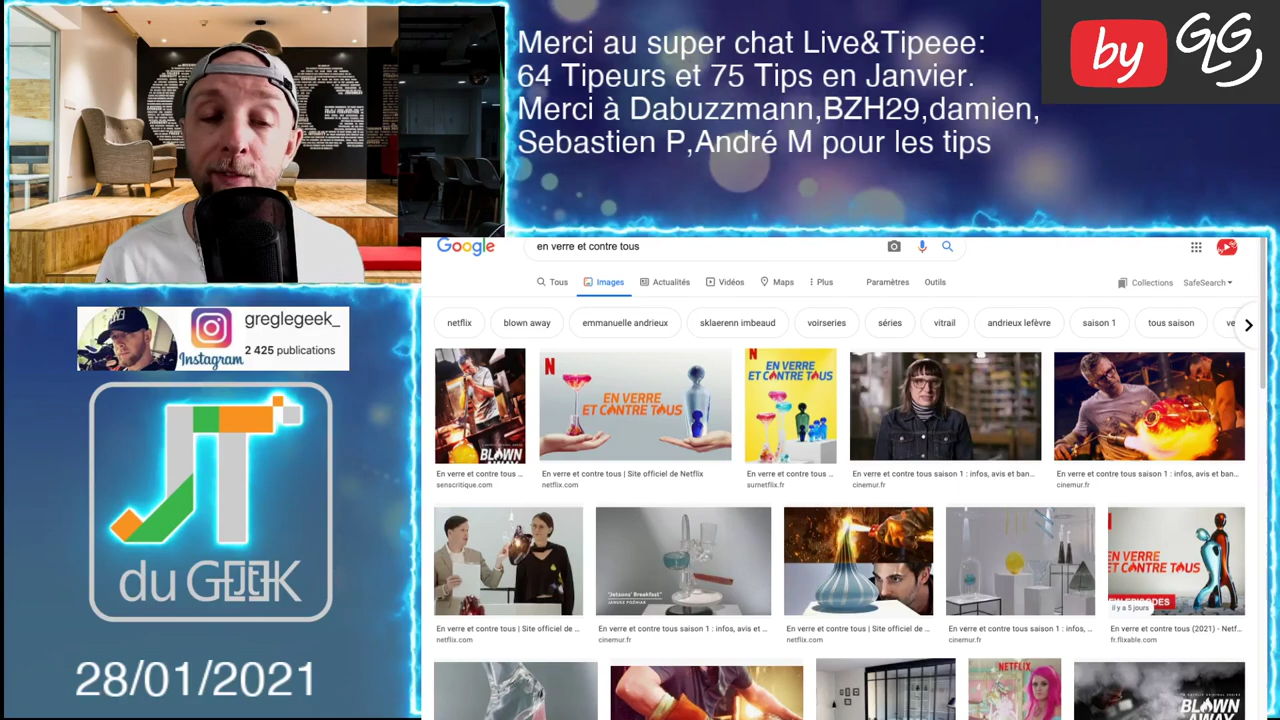 Merci au super chat Live&Tipeee:
64 Tipeurs et 75 Tips en Janvier.
Merci à Dabuzzmann,BZH29,damien,
Sebastien P,André M pour les tips
by GLG
Google
en verre et contre tous
Tous Images Actualités Vidéos Maps Plus Paramètres Outils Collections SafeSearch
netflix blown away emmanuelle andrieux sklaerenn imbeaud voirseries séries vitrail andrieux lefèvre saison 1 tous saison ve
BLOWN
N
EN VERRE
ET CONTRE TOUS
N
EN VERRE
ET CONTRE TOUS
En verre et contre tous ...
senscritique.com
En verre et contre tous | Site officiel de Netflix
netflix.com
En verre et contre tous ...
surnetflix.fr
En verre et contre tous saison 1 : infos, avis et ban...
cinemur.fr
En verre et contre tous saison 1 : infos, avis et ban...
cinemur.fr
"Jetsons' Breakfast"
JANUSZ POŹNIAK
EN VERRE
ET CONTRE TOUS
EPISODES
il y a 5 jours
En verre et contre tous | Site officiel de ...
netflix.com
En verre et contre tous saison 1 : infos, avis et ...
cinemur.fr
En verre et contre tous | Site officiel de ...
netflix.com
En verre et contre tous saison 1 : infos, ...
cinemur.fr
En verre et contre tous (2021) - Netf...
fr.flixable.com
NETFLIX
BLOWN
greglegeek_
2 425 publications
Instagram
JT
du GEEK
28/01/2021